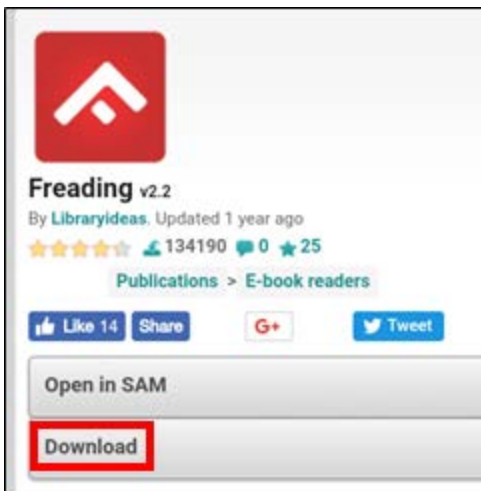 Freading v2.2
By Libraryideas. Updated 1 year ago
134190 0 25
Publications > E-book readers
Like 14 Share G+ Tweet
Open in SAM
Download